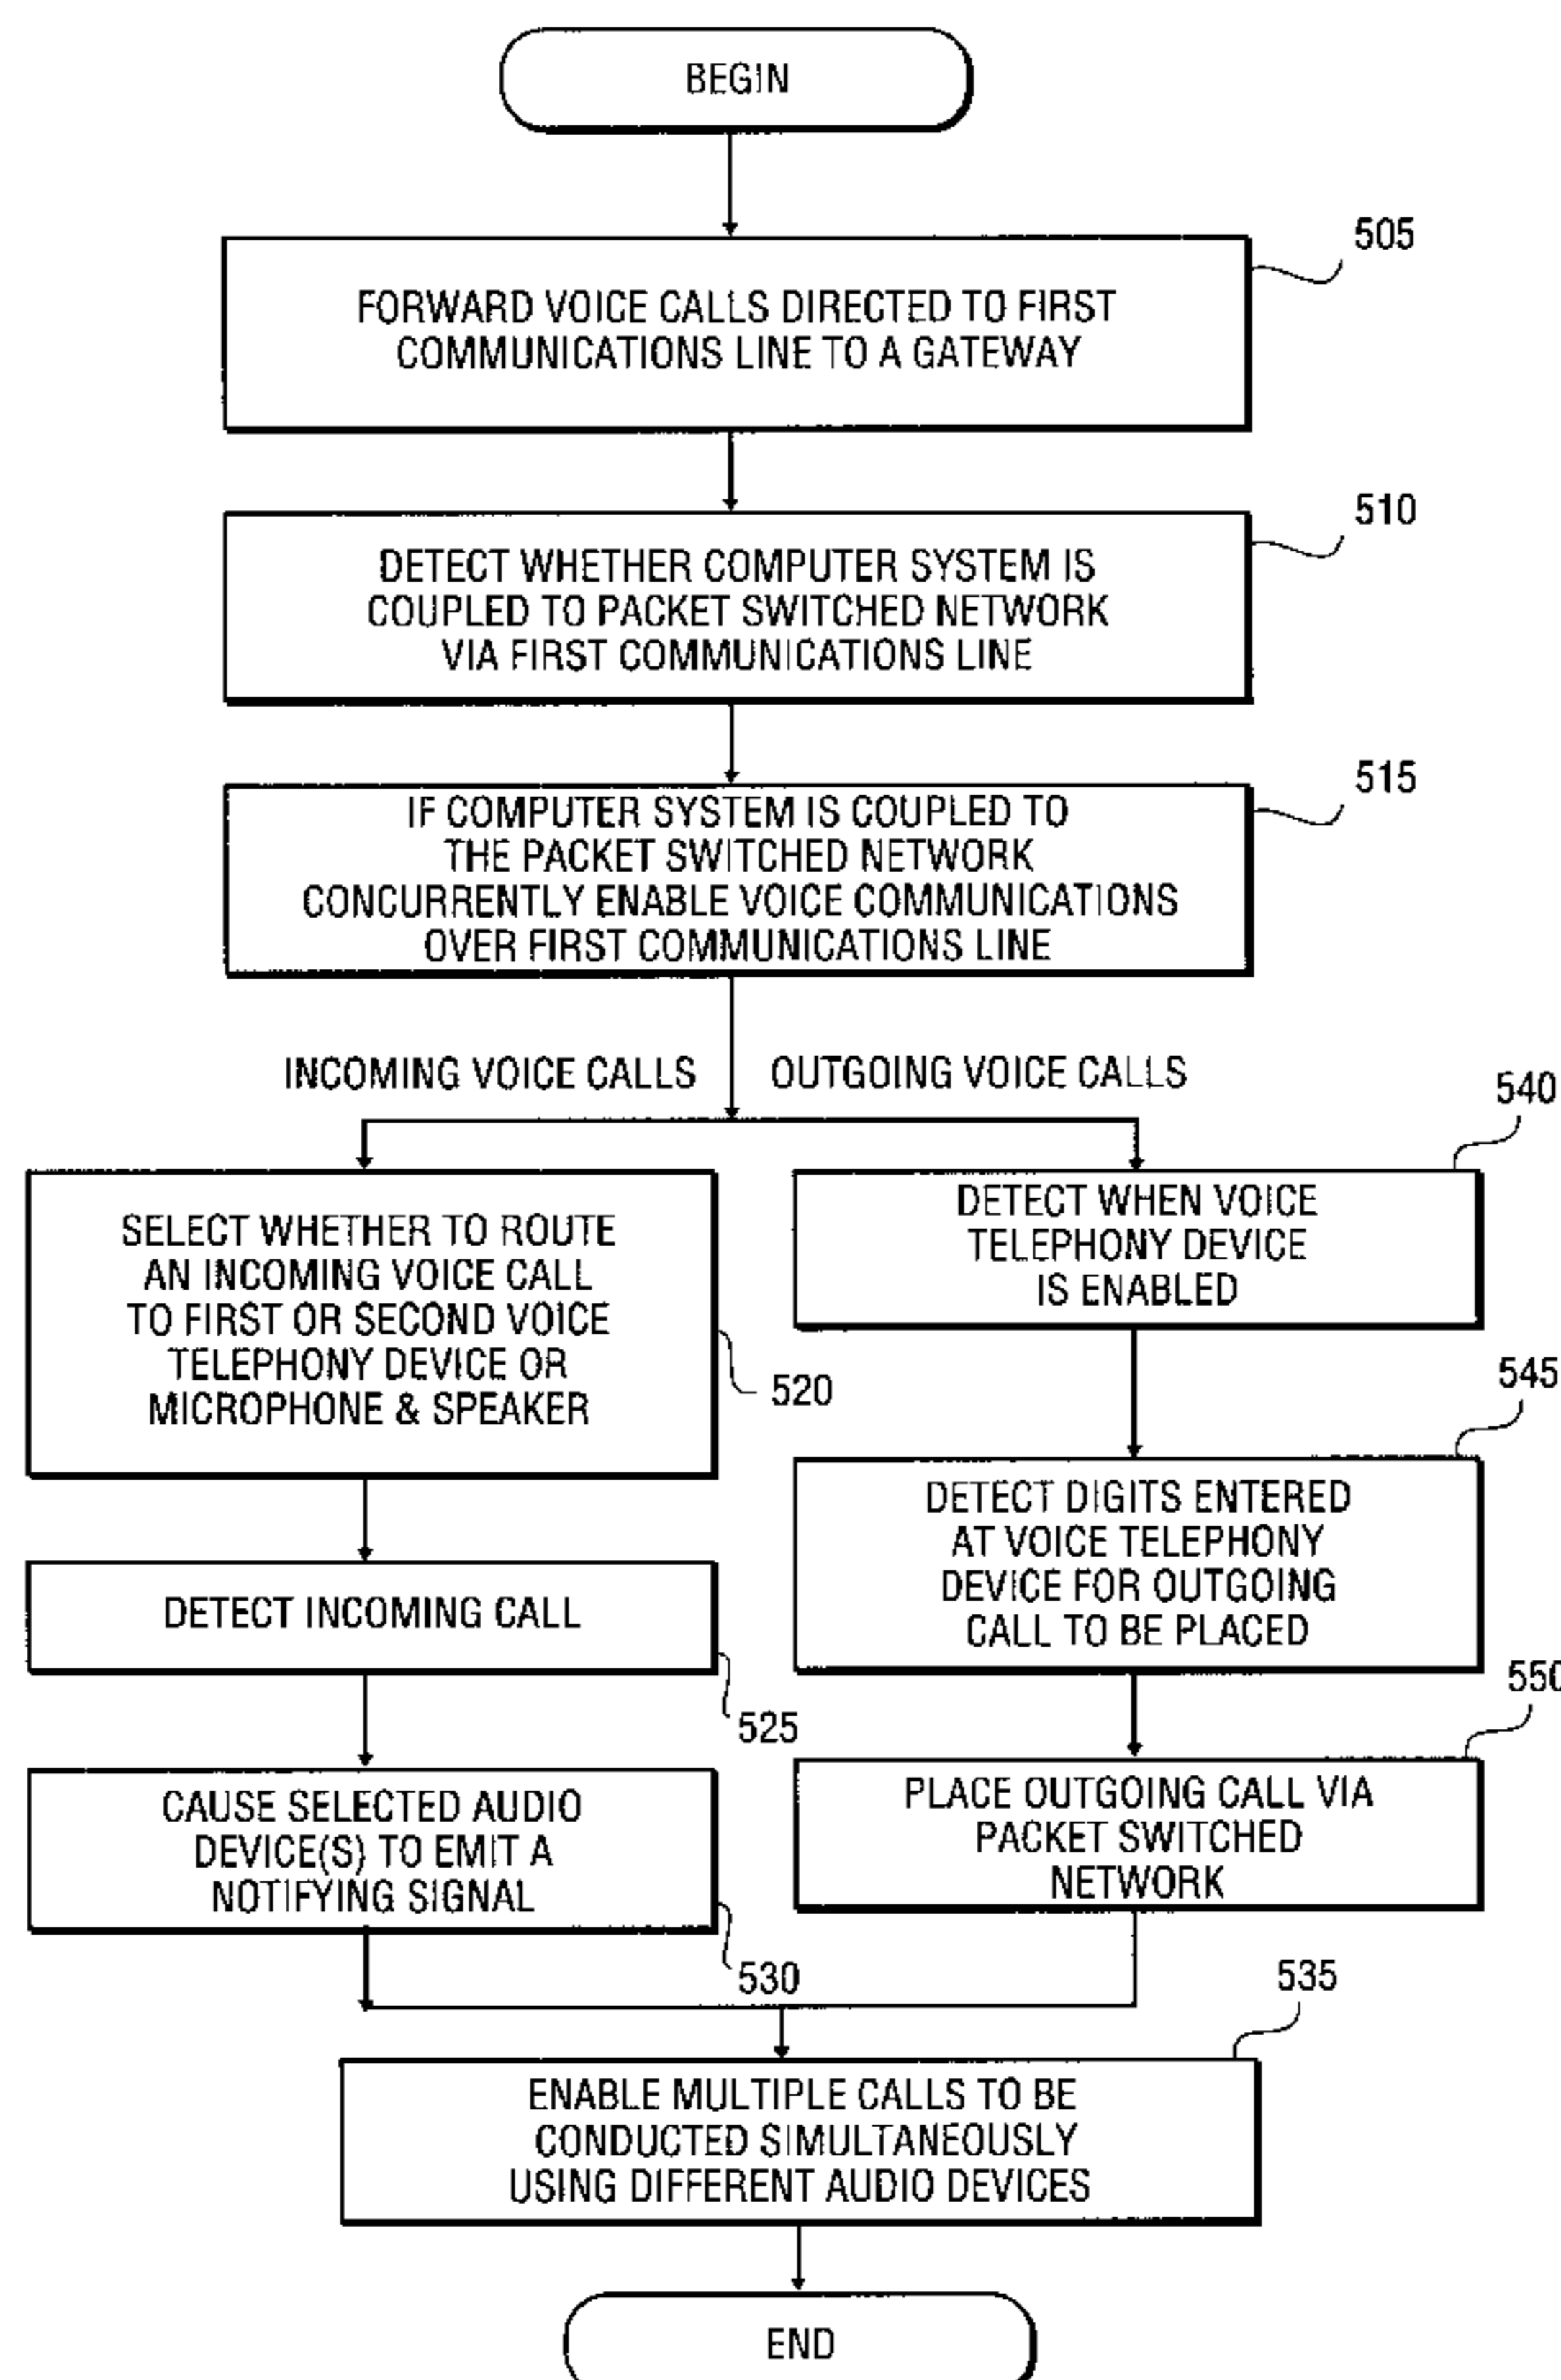 BEGIN
505
FORWARD VOICE CALLS DIRECTED TO FIRST
COMMUNICATIONS LINE TO A GATEWAY
510
DETECT WHETHER COMPUTER SYSTEM IS
COUPLED TO PACKET SWITCHED NETWORK
VIA FIRST COMMUNICATIONS LINE
515
IF COMPUTER SYSTEM IS COUPLED TO
THE PACKET SWITCHED NETWORK
CONCURRENTLY ENABLE VOICE COMMUNICATIONS
OVER FIRST COMMUNICATIONS LINE
INCOMING VOICE CALLS
OUTGOING VOICE CALLS
SELECT WHETHER TO ROUTE
AN INCOMING VOICE CALL
TO FIRST OR SECOND VOICE
TELEPHONY DEVICE OR
MICROPHONE & SPEAKER
520
DETECT INCOMING CALL
525
CAUSE SELECTED AUDIO
DEVICE(S) TO EMIT A
NOTIFYING SIGNAL
530
540
DETECT WHEN VOICE
TELEPHONY DEVICE
IS ENABLED
545
DETECT DIGITS ENTERED
AT VOICE TELEPHONY
DEVICE FOR OUTGOING
CALL TO BE PLACED
550
PLACE OUTGOING CALL VIA
PACKET SWITCHED
NETWORK
535
ENABLE MULTIPLE CALLS TO BE
CONDUCTED SIMULTANEOUSLY
USING DIFFERENT AUDIO DEVICES
END